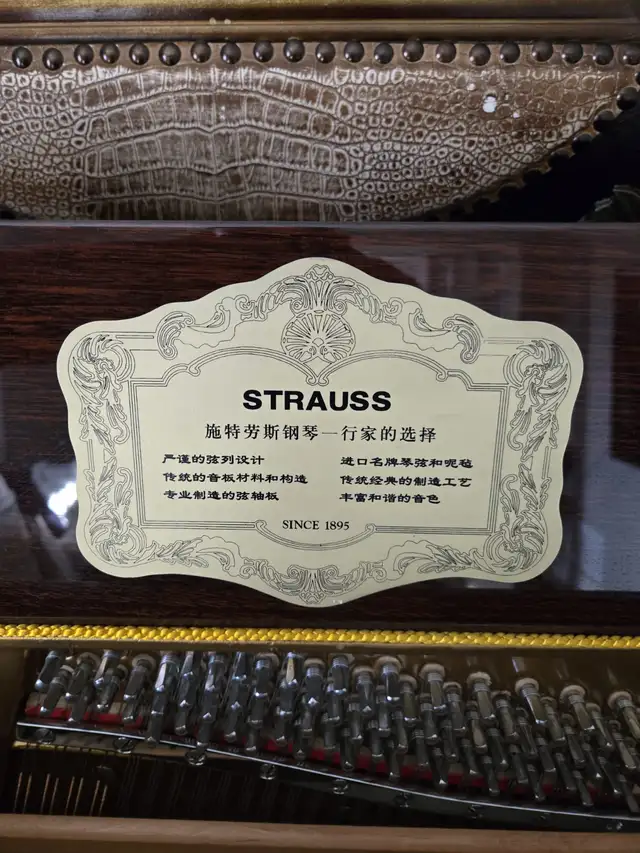 STRAUSS
施特劳斯钢琴—行家的选择
严谨的弦列设计
传统的音板材料和构造
专业制造的弦轴板
进口名牌琴弦和呢毡
传统经典的制造工艺
丰富和谐的音色
SINCE 1895